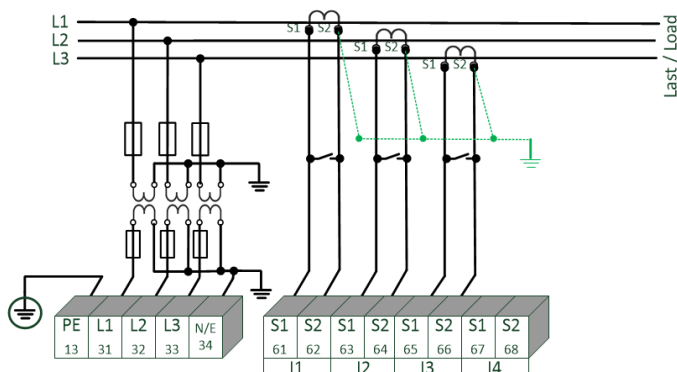 L1
L2
L3
S1 S2
S1 S2
S1 S2
Last / Load
PE L1 L2 L3 N/E
13 31 32 33 34
S1 S2 S1 S2 S1 S2 S1 S2
61 62 63 64 65 66 67 68
I1 I2 I3 I4